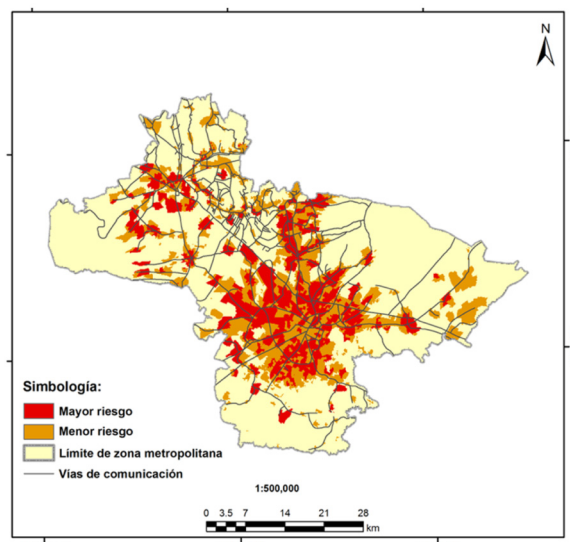 N
Simbología:
Mayor riesgo
Menor riesgo
Límite de zona metropolitana
Vías de comunicación
1:500,000
0 3.5 7 14 21 28
km